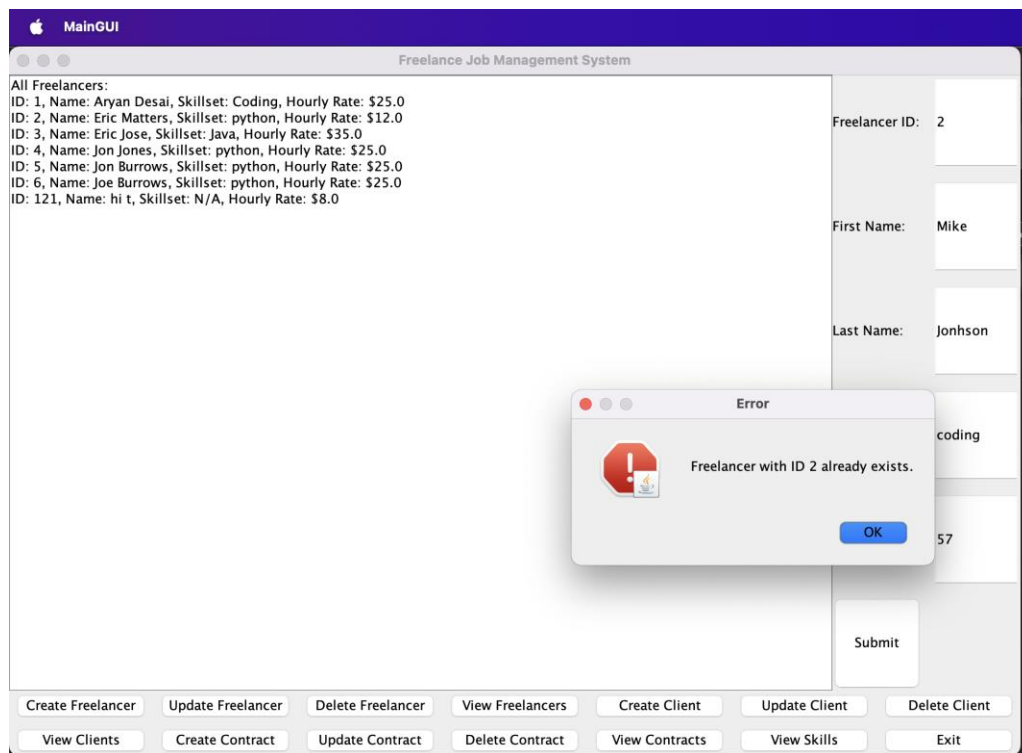 MainGUI
Freelance Job Management System
All Freelancers:
ID: 1, Name: Aryan Desai, Skillset: Coding, Hourly Rate: $25.0
ID: 2, Name: Eric Matters, Skillset: python, Hourly Rate: $12.0
ID: 3, Name: Eric Jose, Skillset: Java, Hourly Rate: $35.0
ID: 4, Name: Jon Jones, Skillset: python, Hourly Rate: $25.0
ID: 5, Name: Jon Burrows, Skillset: python, Hourly Rate: $25.0
ID: 6, Name: Joe Burrows, Skillset: python, Hourly Rate: $25.0
ID: 121, Name: hi t, Skillset: N/A, Hourly Rate: $8.0
Freelancer ID: 2
First Name: Mike
Last Name: Jonhson
coding
57
Submit
Error
Freelancer with ID 2 already exists.
OK
Create Freelancer Update Freelancer Delete Freelancer View Freelancers Create Client Update Client Delete Client
View Clients Create Contract Update Contract Delete Contract View Contracts View Skills Exit